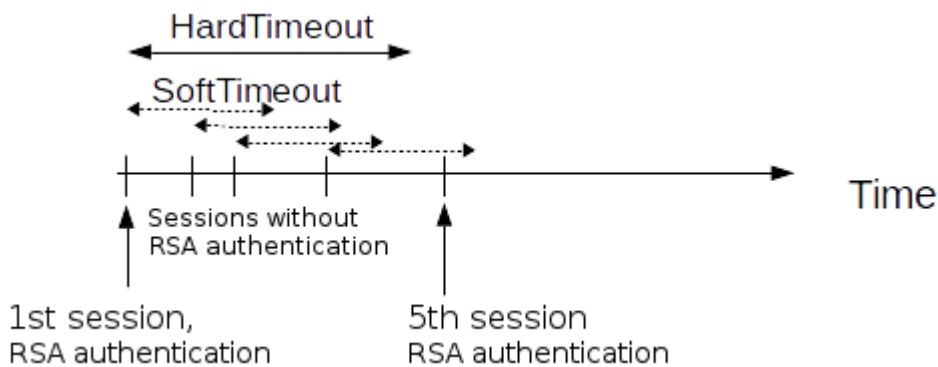 HardTimeout
SoftTimeout
Time
Sessions without
RSA authentication
1st session,
RSA authentication
5th session
RSA authentication